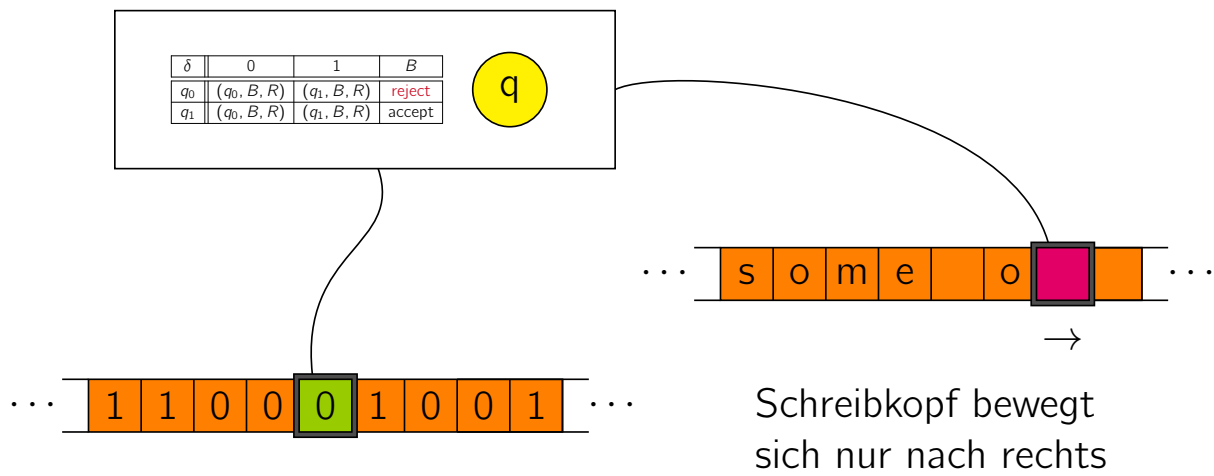 δ 0 1 B
q₀ (q₀, B, R) (q₁, B, R) reject
q₁ (q₀, B, R) (q₁, B, R) accept
q
··· s o m e o ···
→
··· 1 1 0 0 0 1 0 0 1 ···
Schreibkopf bewegt
sich nur nach rechts